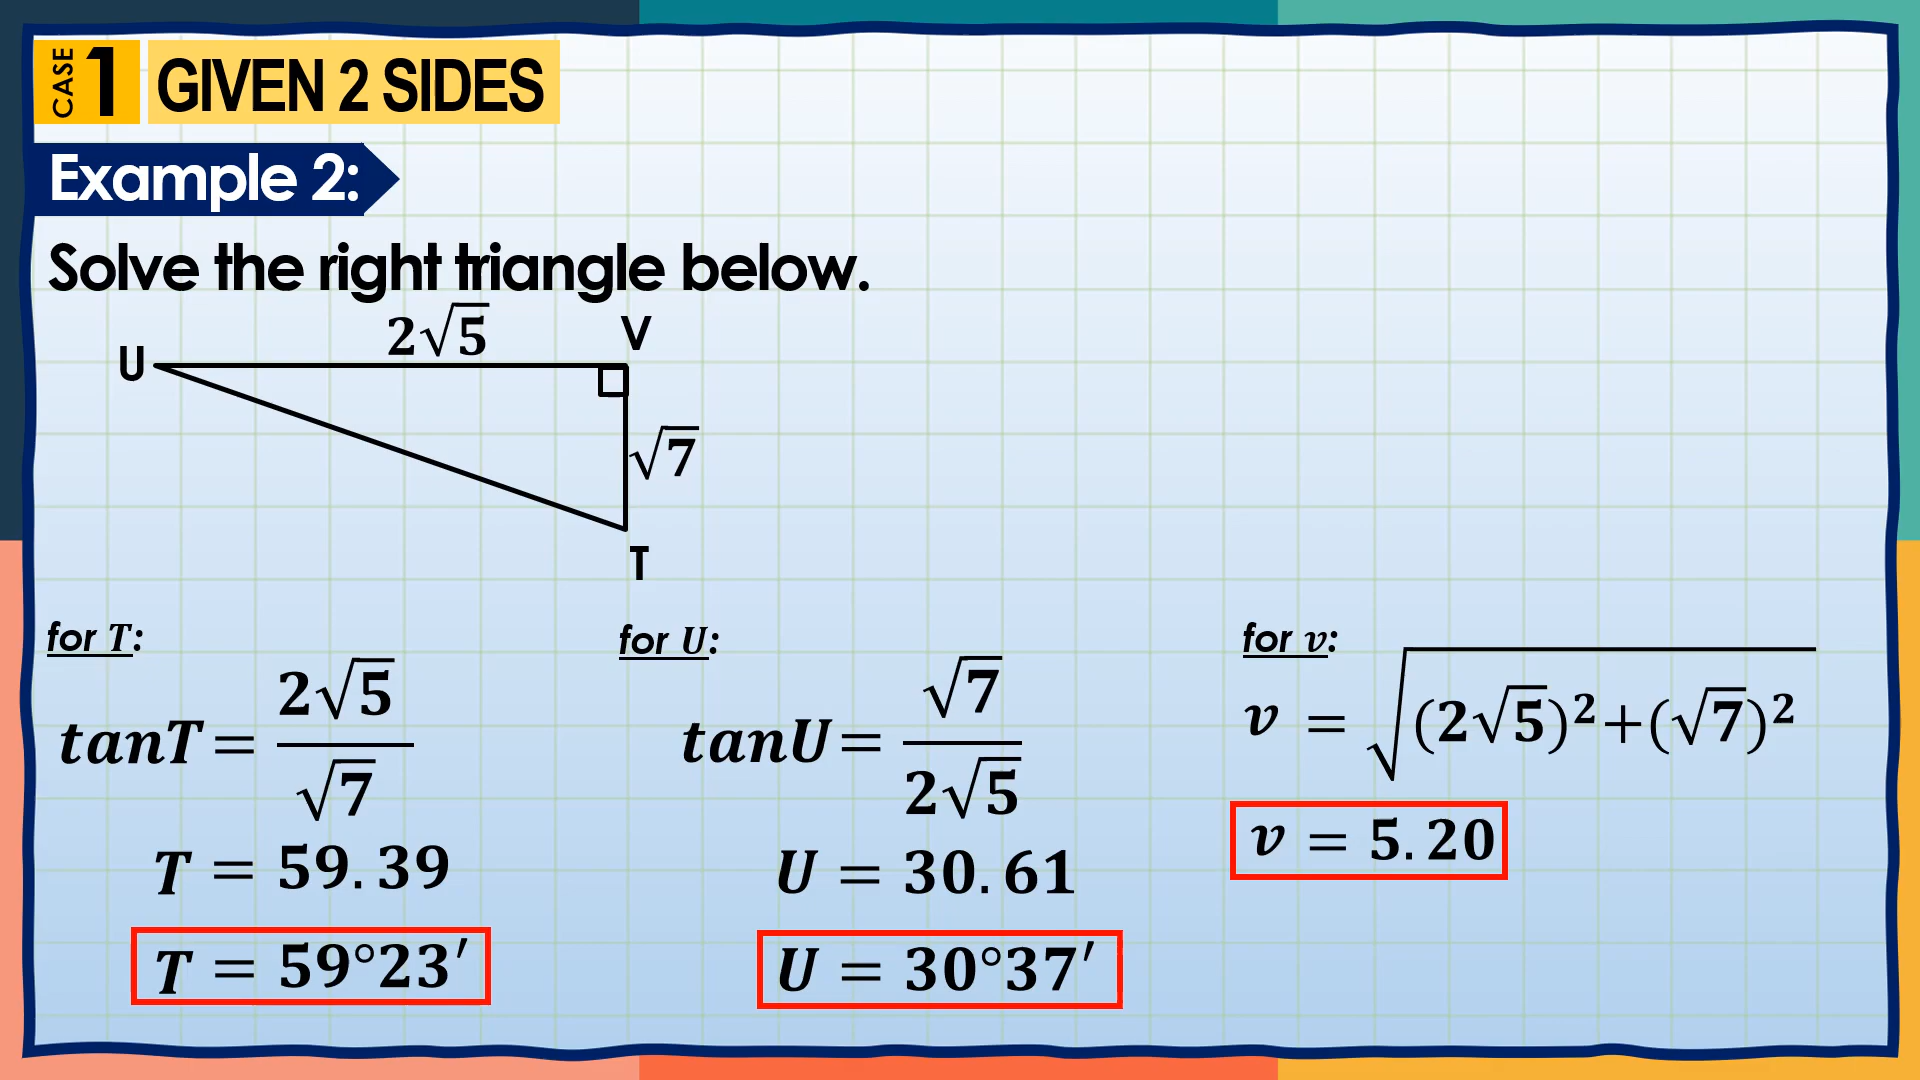 CASE 1 GIVEN 2 SIDES
Example 2:
Solve the right triangle below.
2√5
U
V
√7
T
for T:
tanT = 2√5 / √7
T = 59.39
T = 59°23′
for U:
tanU = √7 / 2√5
U = 30.61
U = 30°37′
for v:
v = √((2√5)²+(√7)²)
v = 5.20